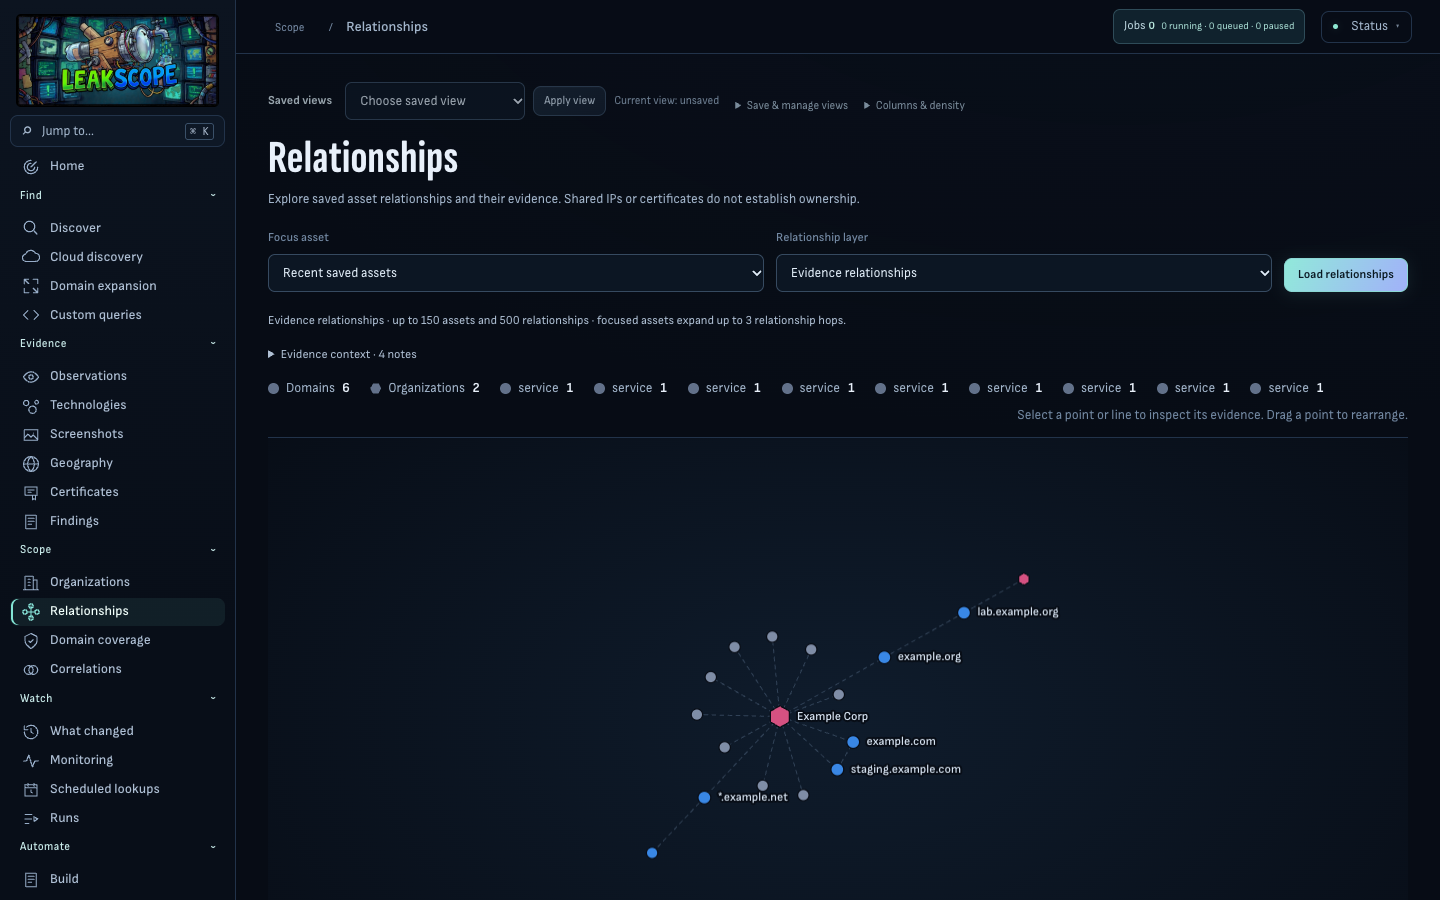 LEAKSCOPE
Jump to...
⌘ K
Home
Find
Discover
Cloud discovery
Domain expansion
Custom queries
Evidence
Observations
Technologies
Screenshots
Geography
Certificates
Findings
Scope
Organizations
Relationships
Domain coverage
Correlations
Watch
What changed
Monitoring
Scheduled lookups
Runs
Automate
Build
Scope / Relationships
Jobs 0 0 running · 0 queued · 0 paused
Status
Saved views Choose saved view Apply view Current view: unsaved Save & manage views Columns & density
Relationships
Explore saved asset relationships and their evidence. Shared IPs or certificates do not establish ownership.
Focus asset Relationship layer
Recent saved assets Evidence relationships Load relationships
Evidence relationships · up to 150 assets and 500 relationships · focused assets expand up to 3 relationship hops.
Evidence context · 4 notes
Domains 6 Organizations 2 service 1 service 1 service 1 service 1 service 1 service 1 service 1 service 1 service 1
Select a point or line to inspect its evidence. Drag a point to rearrange.
lab.example.org
example.org
Example Corp
example.com
staging.example.com
*.example.net